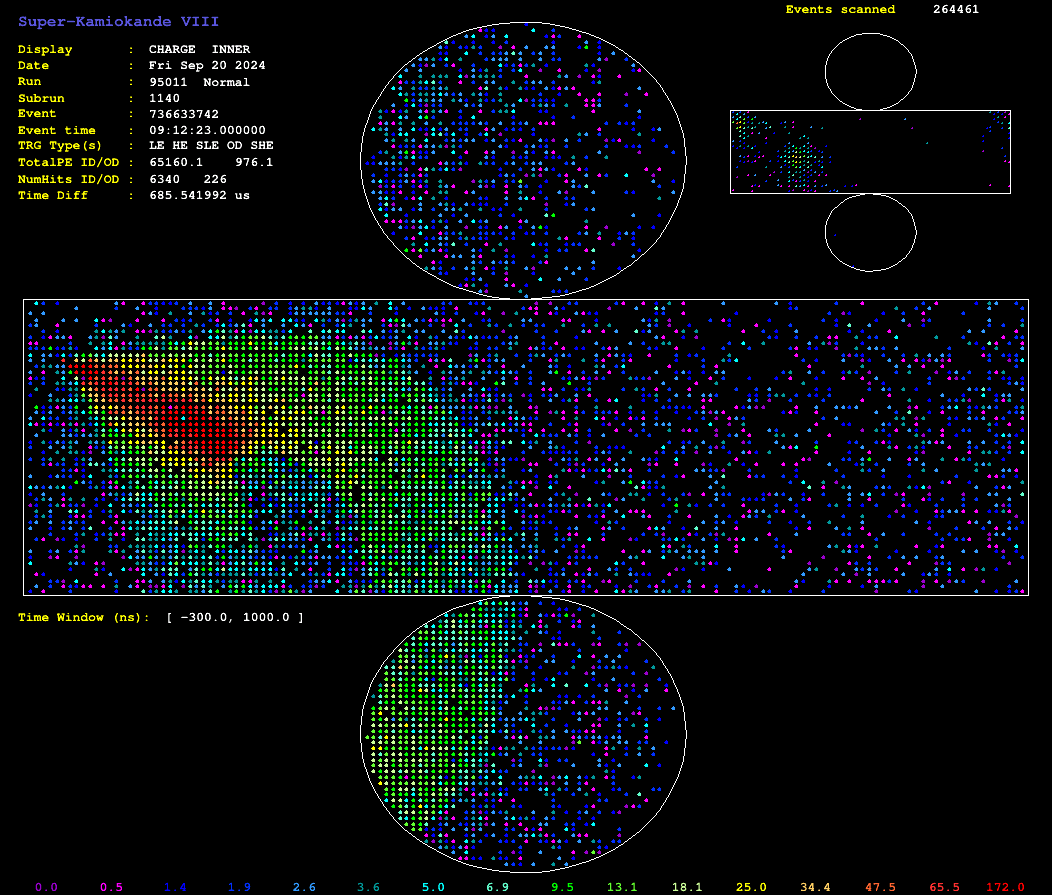 Super-Kamiokande VIII
Events scanned 264461
Display : CHARGE INNER
Date : Fri Sep 20 2024
Run : 95011 Normal
Subrun : 1140
Event : 736633742
Event time : 09:12:23.000000
TRG Type(s) : LE HE SLE OD SHE
TotalPE ID/OD : 65160.1 976.1
NumHits ID/OD : 6340 226
Time Diff : 685.541992 us
Time Window (ns): [ -300.0, 1000.0 ]
0.0 0.5 1.4 1.9 2.6 3.6 5.0 6.9 9.5 13.1 18.1 25.0 34.4 47.5 65.5 172.0